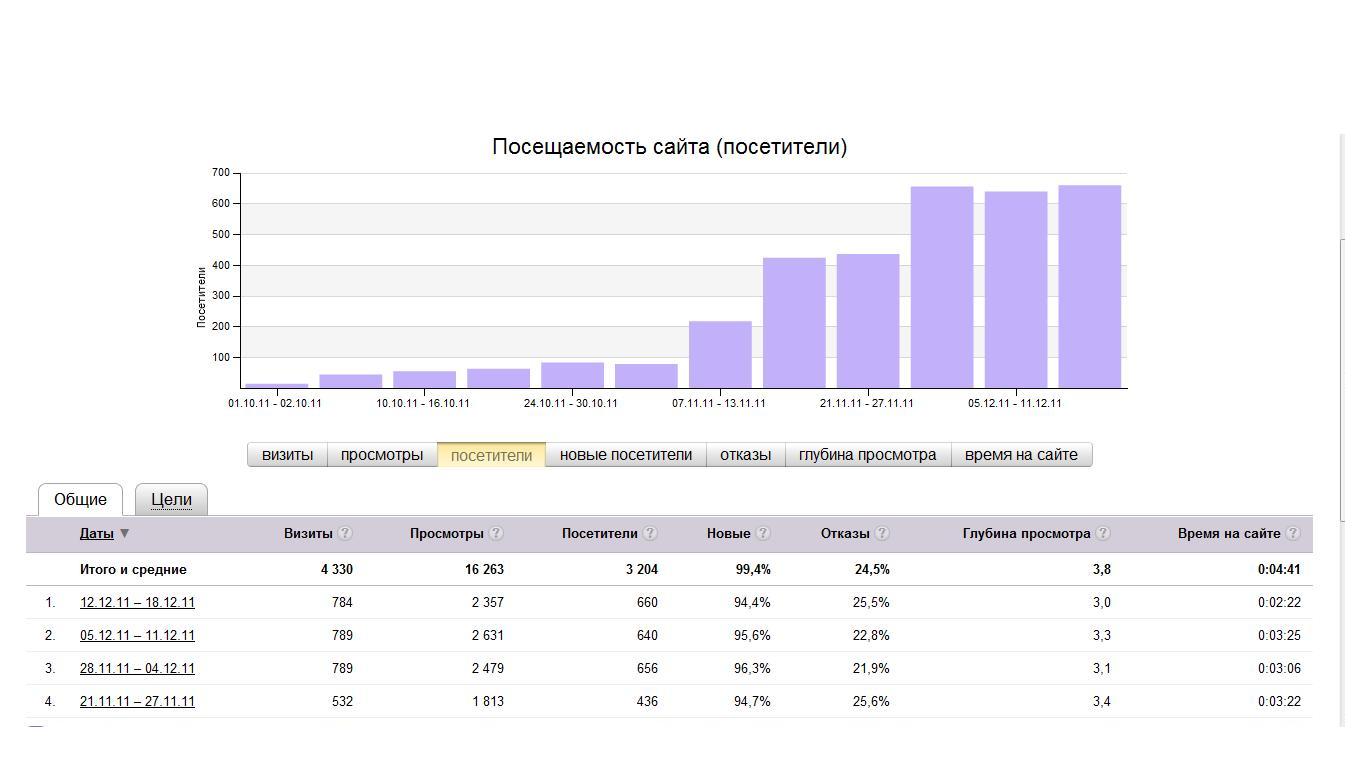 Посещаемость сайта (посетители)
700
600
500
400
300
200
100
Посетители
01.10.11 - 02.10.11 10.10.11 - 16.10.11 24.10.11 - 30.10.11 07.11.11 - 13.11.11 21.11.11 - 27.11.11 05.12.11 - 11.12.11
визиты просмотры посетители новые посетители отказы глубина просмотра время на сайте
Общие Цели
Даты ▼ Визиты ? Просмотры ? Посетители ? Новые ? Отказы ? Глубина просмотра ? Время на сайте ?
Итого и средние 4 330 16 263 3 204 99,4% 24,5% 3,8 0:04:41
1. 12.12.11 – 18.12.11 784 2 357 660 94,4% 25,5% 3,0 0:02:22
2. 05.12.11 – 11.12.11 789 2 631 640 95,6% 22,8% 3,3 0:03:25
3. 28.11.11 – 04.12.11 789 2 479 656 96,3% 21,9% 3,1 0:03:06
4. 21.11.11 – 27.11.11 532 1 813 436 94,7% 25,6% 3,4 0:03:22